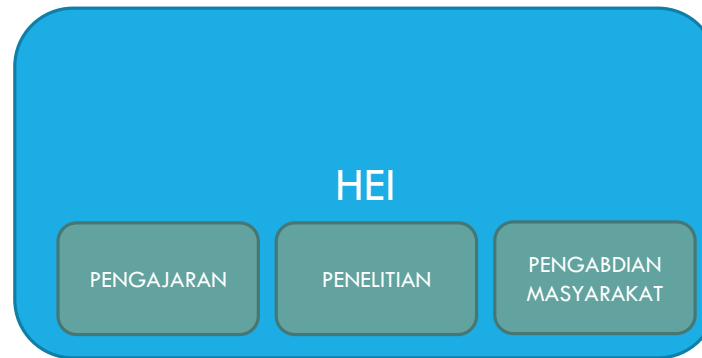 HEI
PENGAJARAN
PENELITIAN
PENGABDIAN
MASYARAKAT